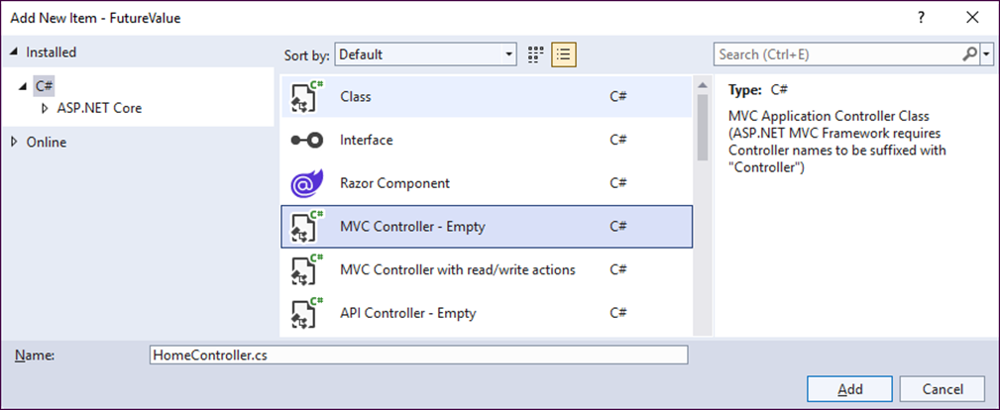 Add New Item - FutureValue
?
Installed
C#
ASP.NET Core
Online
Sort by: Default
Class C#
Interface C#
Razor Component C#
MVC Controller - Empty C#
MVC Controller with read/write actions C#
API Controller - Empty C#
Search (Ctrl+E)
Type: C#
MVC Application Controller Class
(ASP.NET MVC Framework requires
Controller names to be suffixed with
"Controller")
Name: HomeController.cs
Add Cancel